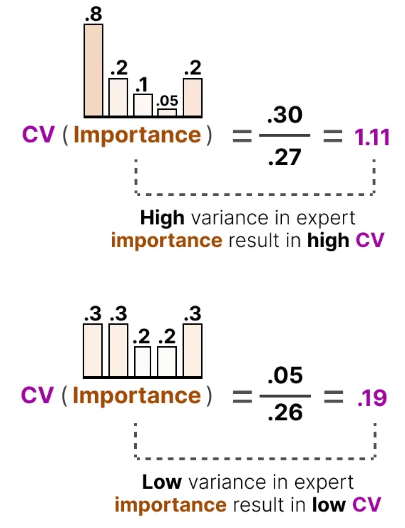 .8
.2
.1
.05
.2
CV ( Importance ) = .30 / .27 = 1.11
High variance in expert
importance result in high CV
.3 .3 .2 .2 .3
CV ( Importance ) = .05 / .26 = .19
Low variance in expert
importance result in low CV